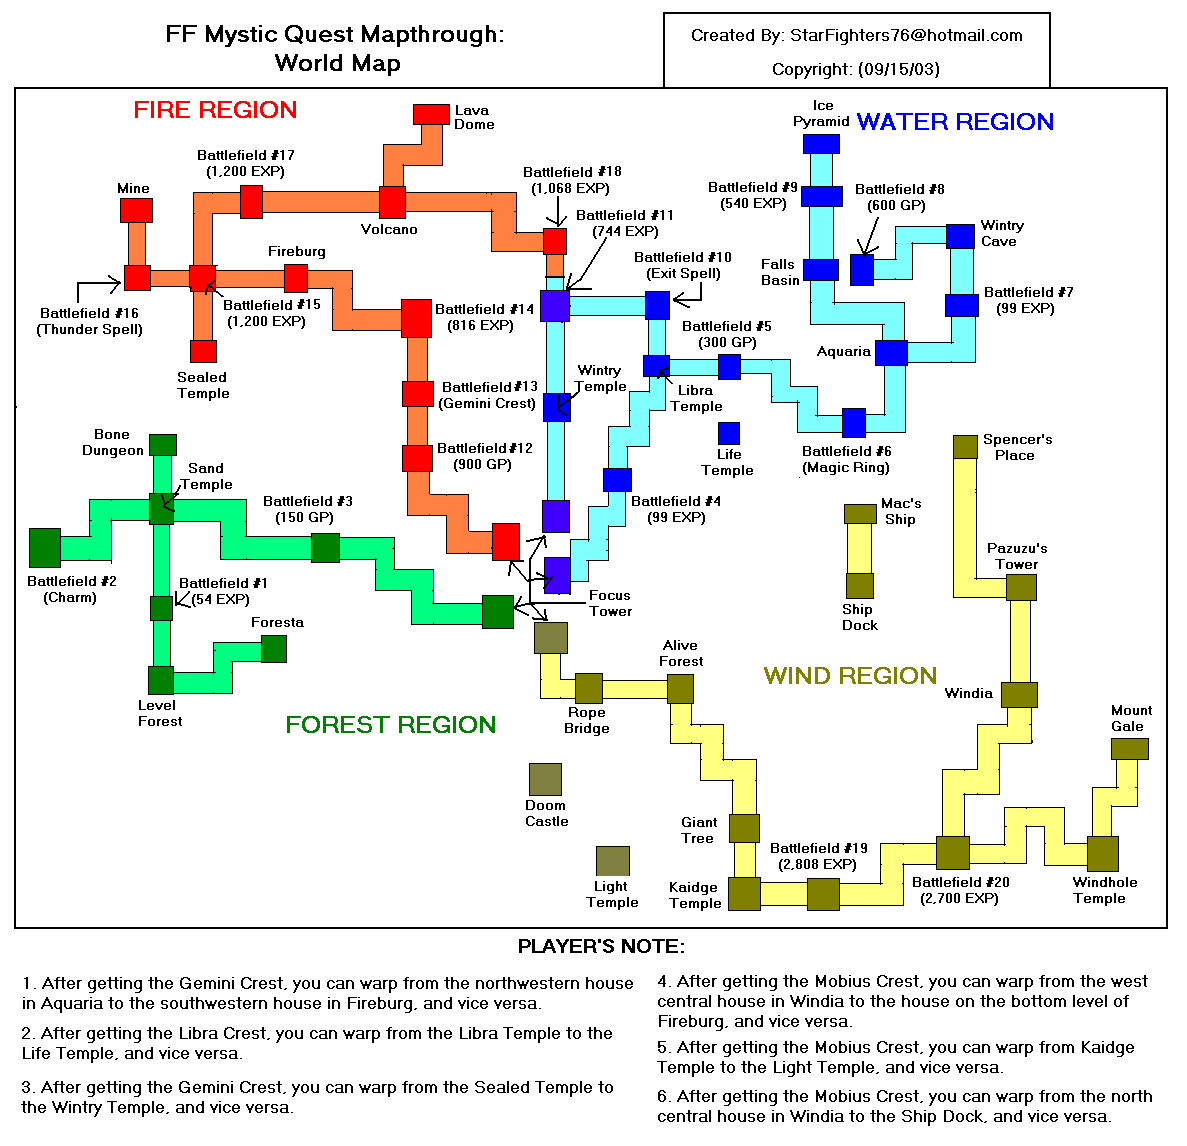 FF Mystic Quest Mapthrough:
World Map
Created By: StarFighters76@hotmail.com
Copyright: (09/15/03)
FIRE REGION
Lava
Dome
Ice
Pyramid
WATER REGION
Battlefield #17
(1,200 EXP)
Battlefield #18
(1,068 EXP)
Mine
Battlefield #9
(540 EXP)
Battlefield #8
(600 GP)
Volcano
Battlefield #11
(744 EXP)
Wintry
Cave
Fireburg
Battlefield #10
(Exit Spell)
Falls
Basin
Battlefield #7
(99 EXP)
Battlefield #16
(Thunder Spell)
Battlefield #15
(1,200 EXP)
Battlefield #14
(816 EXP)
Battlefield #5
(300 GP)
Aquaria
Sealed
Temple
Battlefield #13
(Gemini Crest)
Wintry
Temple
Libra
Temple
Bone
Dungeon
Battlefield #12
(900 GP)
Life
Temple
Battlefield #6
(Magic Ring)
Spencer's
Place
Sand
Temple
Battlefield #3
(150 GP)
Battlefield #4
(99 EXP)
Mac's
Ship
Pazuzu's
Tower
Battlefield #2
(Charm)
Battlefield #1
(54 EXP)
Focus
Tower
Ship
Dock
Foresta
Alive
Forest
WIND REGION
Level
Forest
FOREST REGION
Rope
Bridge
Windia
Mount
Gale
Doom
Castle
Giant
Tree
Battlefield #19
(2,808 EXP)
Light
Temple
Kaidge
Temple
Battlefield #20
(2,700 EXP)
Windhole
Temple
PLAYER'S NOTE:
1. After getting the Gemini Crest, you can warp from the northwestern house
in Aquaria to the southwestern house in Fireburg, and vice versa.
2. After getting the Libra Crest, you can warp from the Libra Temple to the
Life Temple, and vice versa.
3. After getting the Gemini Crest, you can warp from the Sealed Temple to
the Wintry Temple, and vice versa.
4. After getting the Mobius Crest, you can warp from the west
central house in Windia to the house on the bottom level of
Fireburg, and vice versa.
5. After getting the Mobius Crest, you can warp from Kaidge
Temple to the Light Temple, and vice versa.
6. After getting the Mobius Crest, you can warp from the north
central house in Windia to the Ship Dock, and vice versa.